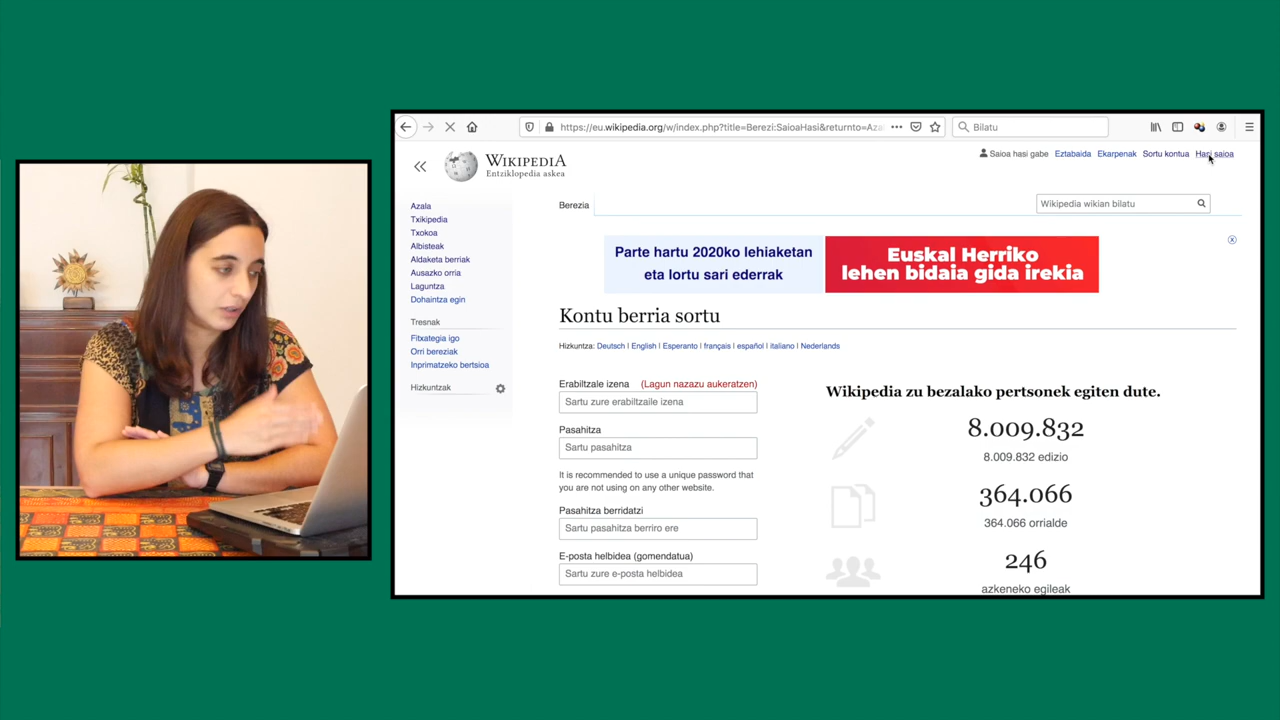 https://eu.wikipedia.org/w/index.php?title=Berezi:SaioaHasi&returnto=Aza
Bilatu
WIKIPEDIA
Entziklopedia askea
Saioa hasi gabe
Eztabaida
Ekarpenak
Sortu kontua
Hasi saioa
Azala
Txikipedia
Txokoa
Albisteak
Aldaketa berriak
Ausazko orria
Laguntza
Dohaintza egin
Tresnak
Fitxategia igo
Orri bereziak
Inprimatzeko bertsioa
Hizkuntzak
Berezia
Wikipedia wikian bilatu
Parte hartu 2020ko lehiaketan
eta lortu sari ederrak
Euskal Herriko
lehen bidaia gida irekia
Kontu berria sortu
Hizkuntza: Deutsch | English | Esperanto | français | español | italiano | Nederlands
Erabiltzaile izena (Lagun nazazu aukeratzen)
Sartu zure erabiltzaile izena
Pasahitza
Sartu pasahitza
It is recommended to use a unique password that
you are not using on any other website.
Pasahitza berridatzi
Sartu pasahitza berriro ere
E-posta helbidea (gomendatua)
Sartu zure e-posta helbidea
Wikipedia zu bezalako pertsonek egiten dute.
8.009.832
8.009.832 edizio
364.066
364.066 orrialde
246
azkeneko egileak